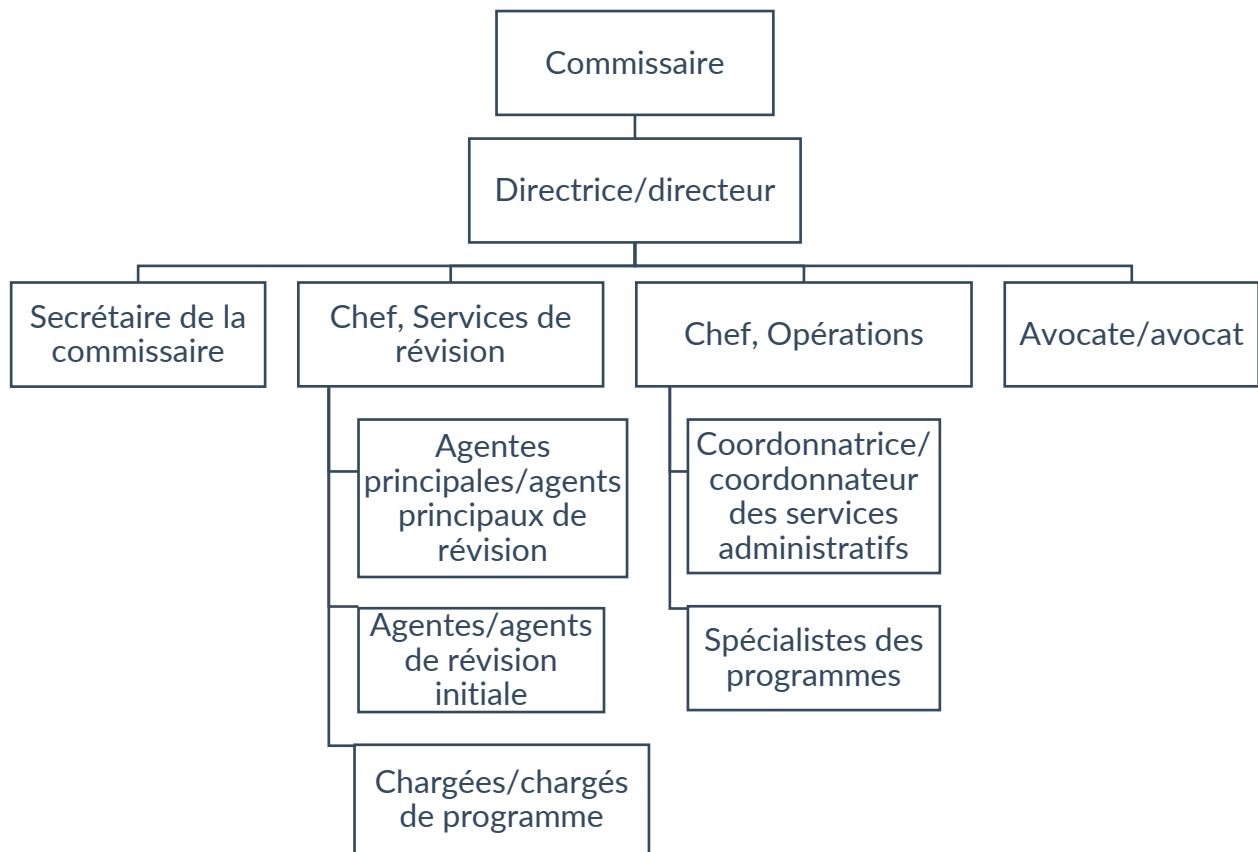 Commissaire
Directrice/directeur
Secrétaire de la
commissaire
Chef, Services de
révision
Chef, Opérations
Avocate/avocat
Agentes
principales/agents
principaux de
révision
Coordonnatrice/
coordonnateur
des services
administratifs
Agentes/agents
de révision
initiale
Spécialistes des
programmes
Chargées/chargés
de programme